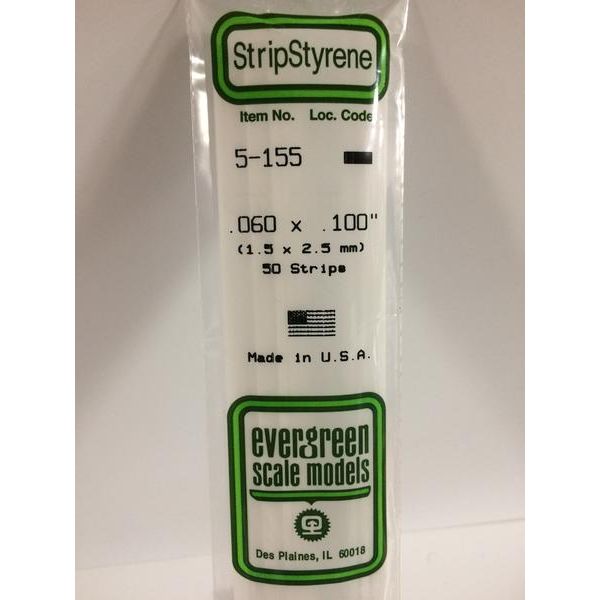 StripStyrene
Item No. Loc. Code
5-155
.060 x .100"
(1.5 x 2.5 mm)
50 Strips
Made in U.S.A.
evergreen
scale models
Des Plaines, IL 60018